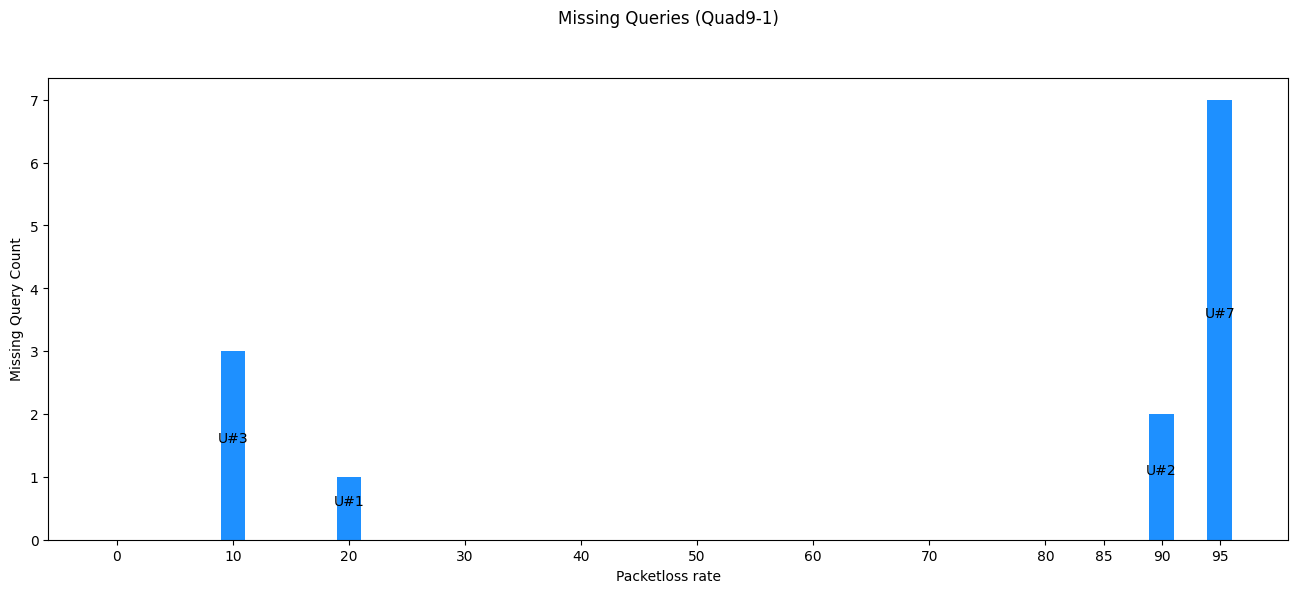 Missing Queries (Quad9-1)
Missing Query Count
7
6
5
4
3
2
1
0
U#3
U#1
U#2
U#7
0 10 20 30 40 50 60 70 80 85 90 95
Packetloss rate